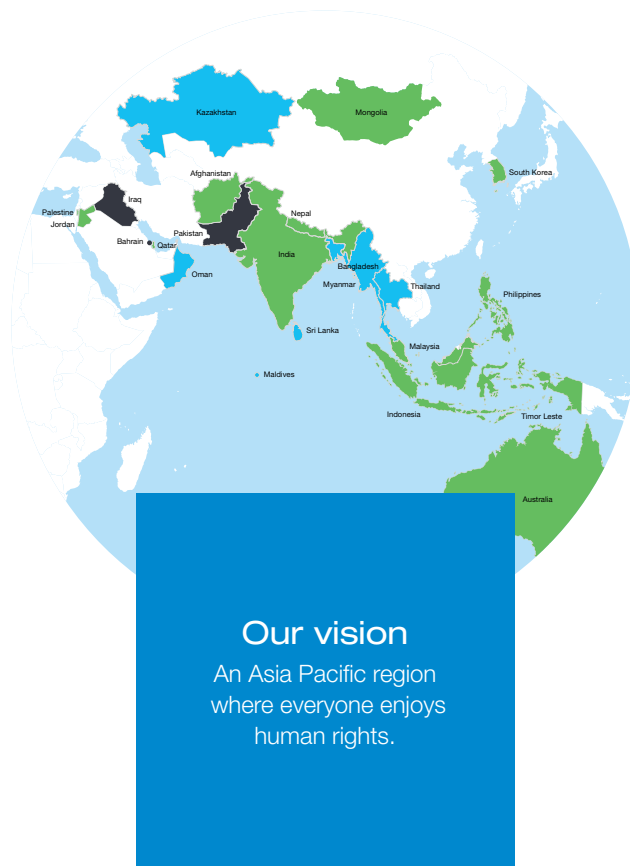 Kazakhstan
Mongolia
Afghanistan
South Korea
Iraq
Palestine
Nepal
Jordan
Pakistan
Bahrain
Qatar
India
Bangladesh
Oman
Myanmar
Thailand
Philippines
Sri Lanka
Malaysia
Maldives
Indonesia
Timor Leste
Australia
Our vision
An Asia Pacific region
where everyone enjoys
human rights.